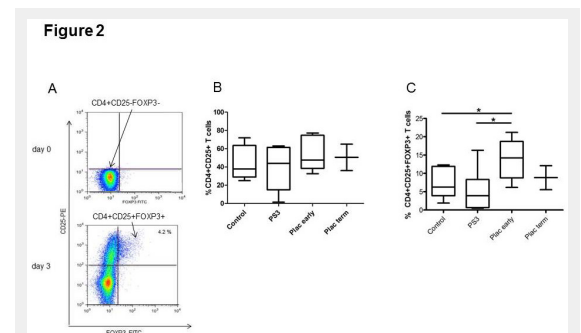 Figure 2
A
B
C
CD4+CD25-FOXP3-
day 0
FOXP3-FITC
CD25-PE
CD4+CD25+FOXP3+
4.2 %
day 3
FOXP3-FITC
% CD4+CD25+ T cells
100
80
60
40
20
0
Control
PS3
Plac early
Plac term
% CD4+CD25+FOXP3+ T cells
25
20
15
10
5
0
*
*
Control
PS3
Plac early
Plac term